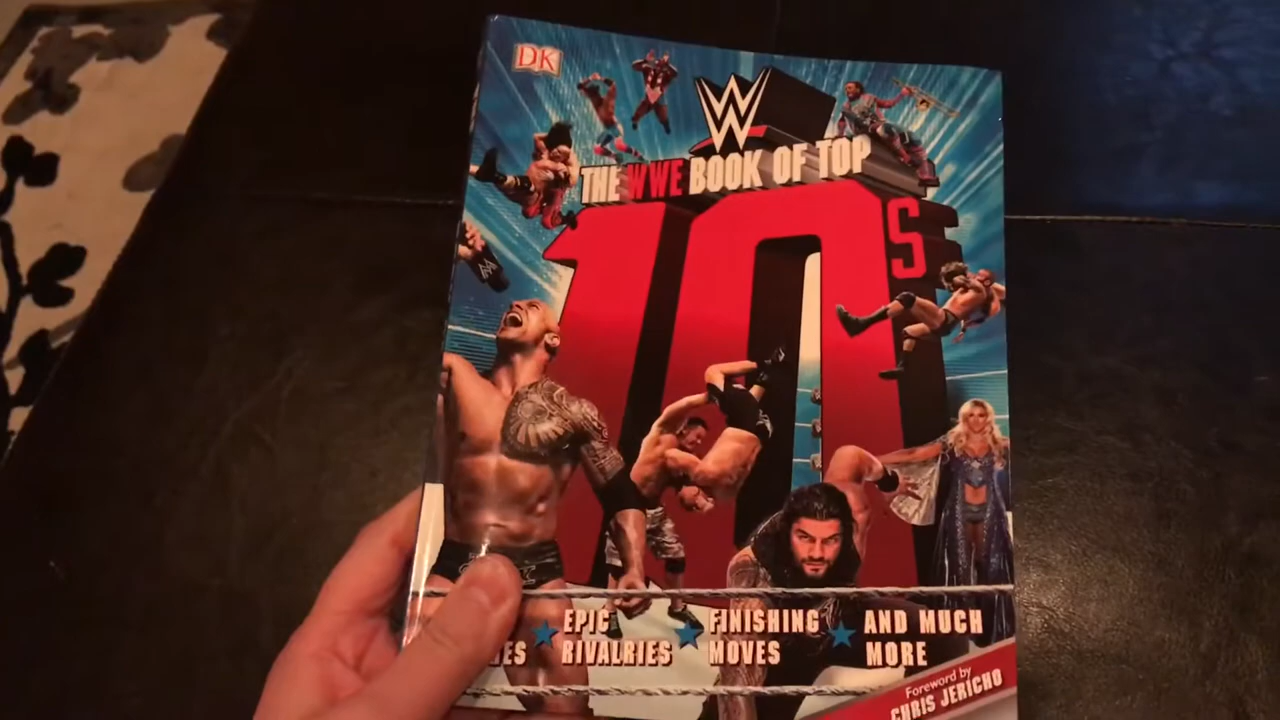 DK
W
THE WWE BOOK OF TOP
10S
EPIC
RIVALRIES
FINISHING
MOVES
AND MUCH
MORE
Foreword by
CHRIS JERICHO